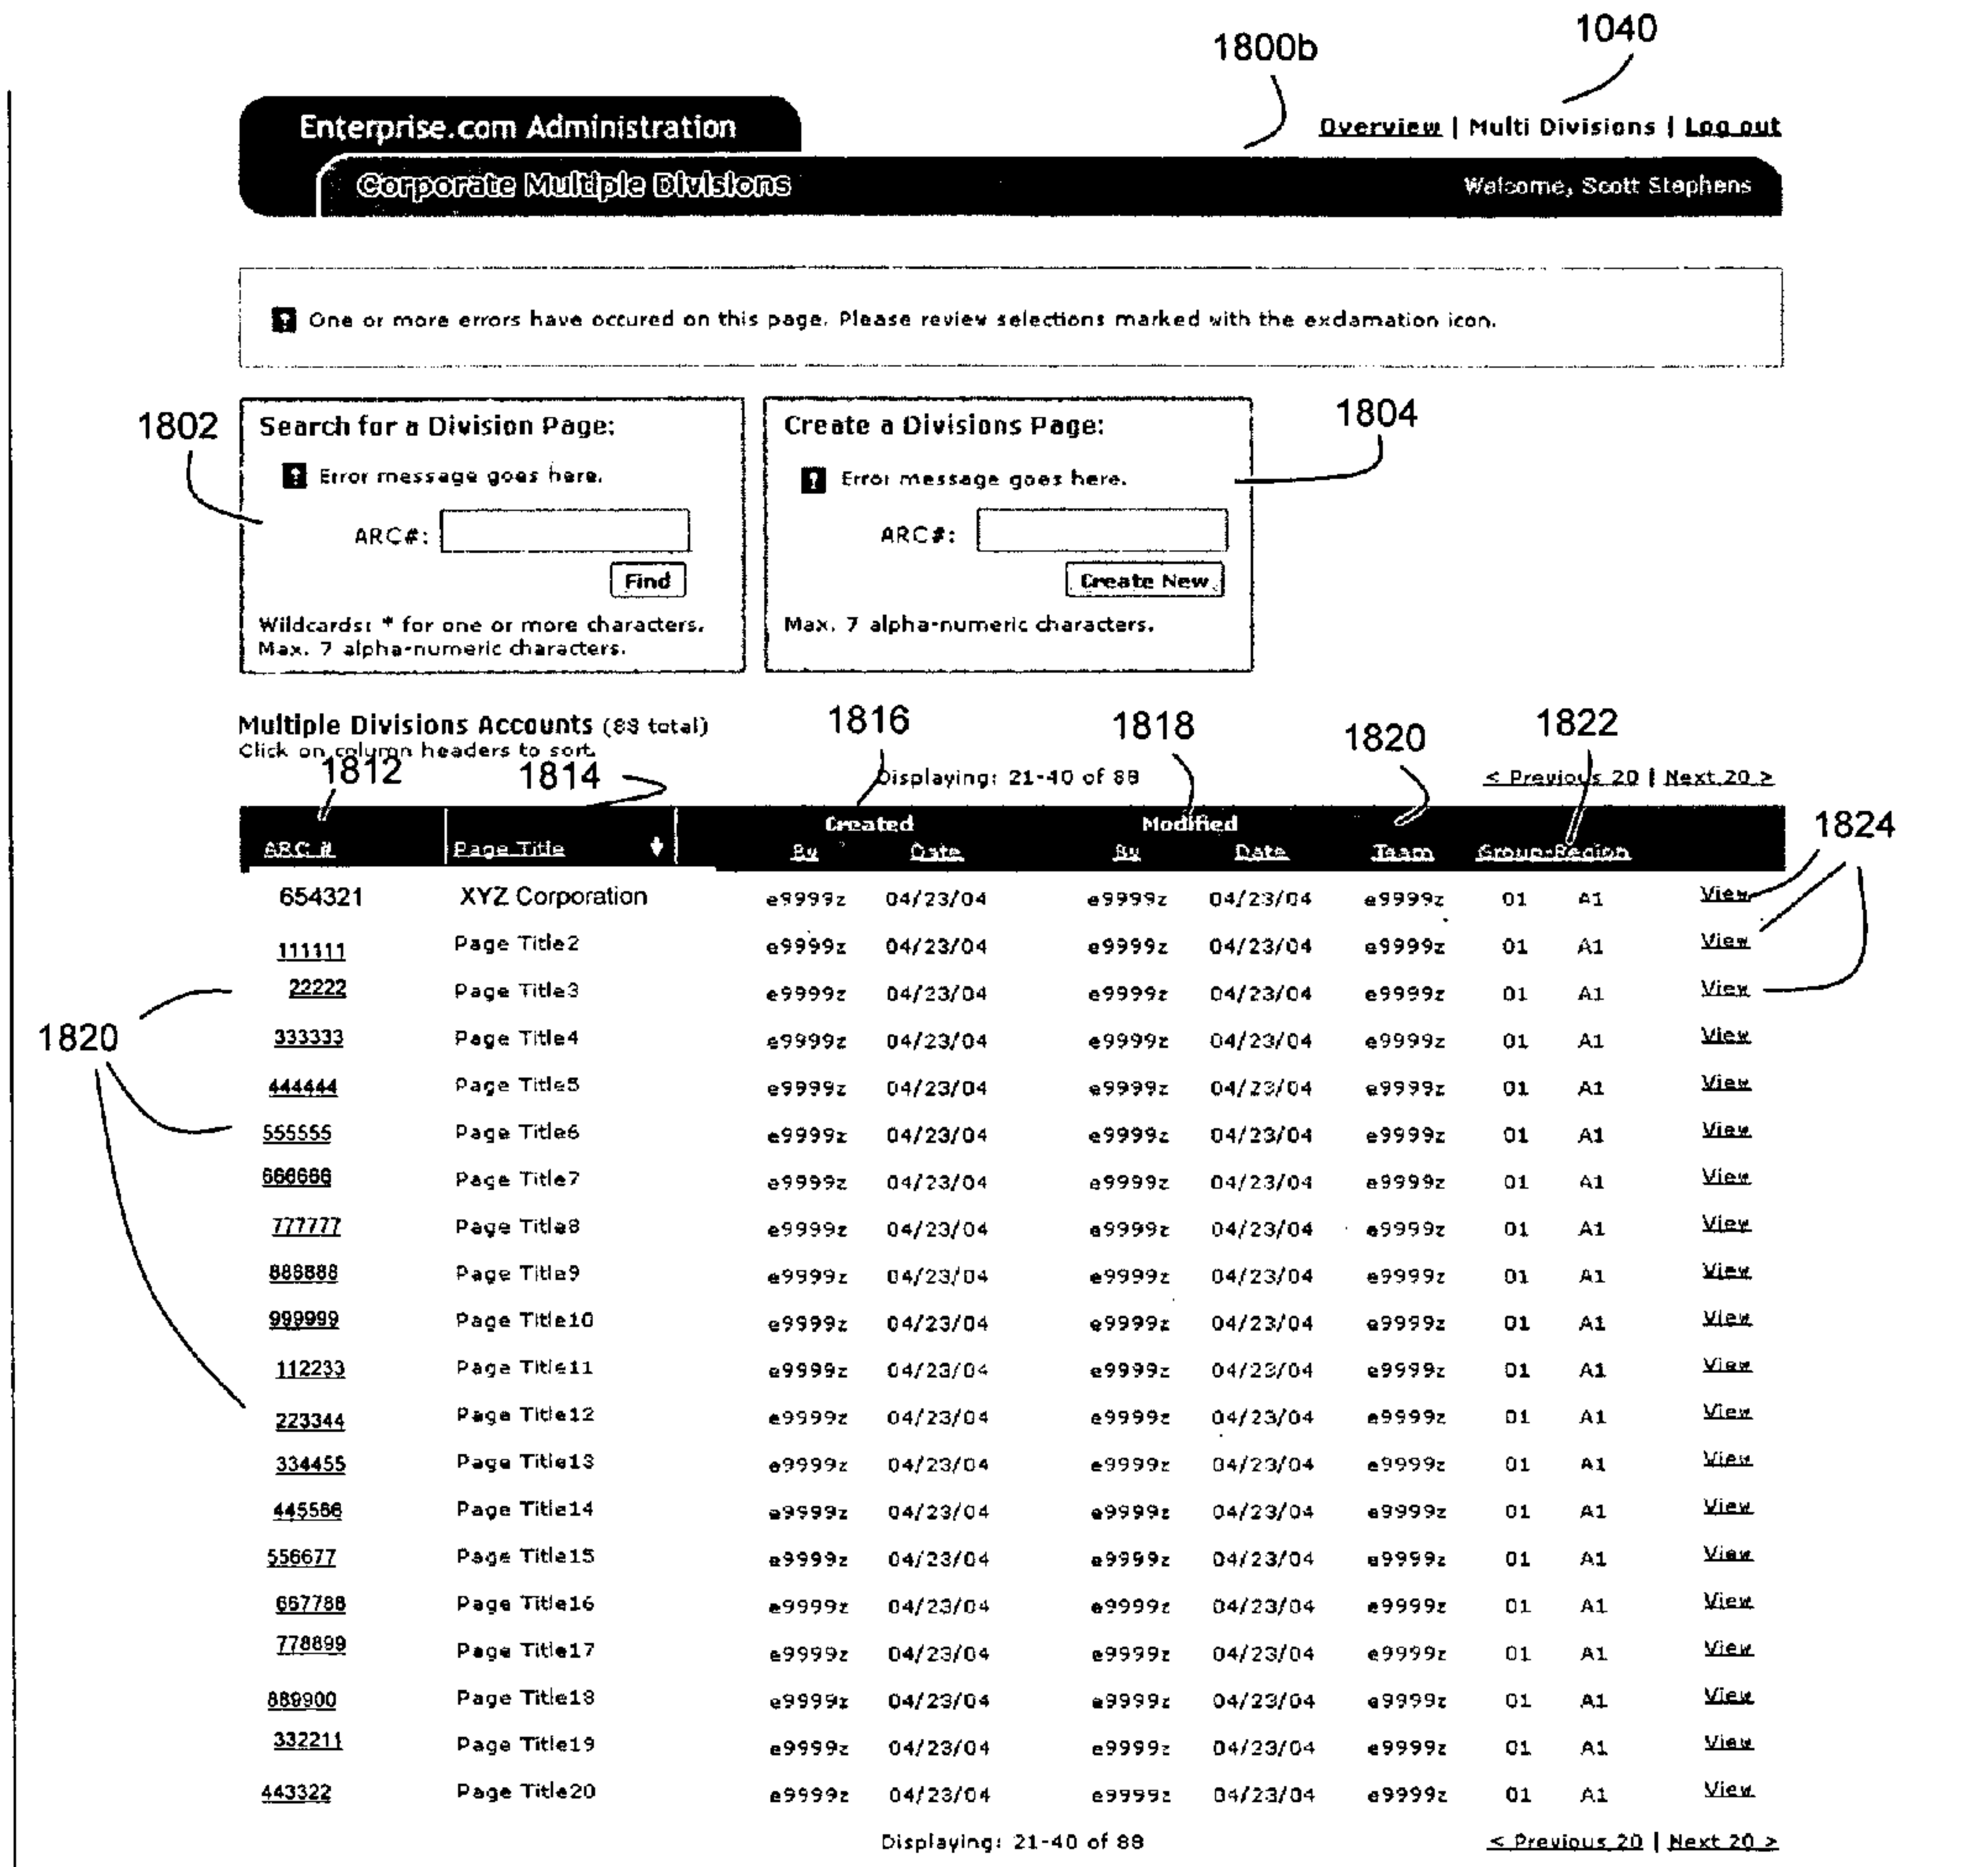 1800b
1040
Enterprise.com Administration
Overview | Multi Divisions | Log out
Corporate Multiple Divisions
Welcome, Scott Stephens
One or more errors have occured on this page. Please review selections marked with the exclamation icon.
1802
1804
Search for a Division Page:
Error message goes here.
ARC#:
Find
Wildcards: * for one or more characters.
Max. 7 alpha-numeric characters.
Create a Divisions Page:
Error message goes here.
ARC#:
Create New
Max. 7 alpha-numeric characters.
Multiple Divisions Accounts (88 total)
Click on column headers to sort.
1812 1814 1816 1818 1820 1822
Displaying: 21-40 of 88
< Previous 20 | Next 20 >
1824
Created Modified
ARC # Page Title By Date By Date Team Group-Region
654321 XYZ Corporation e9999z 04/23/04 e9999z 04/23/04 e9999z 01 A1 View
111111 Page Title2 e9999z 04/23/04 e9999z 04/23/04 e9999z 01 A1 View
22222 Page Title3 e9999z 04/23/04 e9999z 04/23/04 e9999z 01 A1 View
1820
333333 Page Title4 e9999z 04/23/04 e9999z 04/23/04 e9999z 01 A1 View
444444 Page Title5 e9999z 04/23/04 e9999z 04/23/04 e9999z 01 A1 View
555555 Page Title6 e9999z 04/23/04 e9999z 04/23/04 e9999z 01 A1 View
666666 Page Title7 e9999z 04/23/04 e9999z 04/23/04 e9999z 01 A1 View
777777 Page Title8 e9999z 04/23/04 e9999z 04/23/04 e9999z 01 A1 View
888888 Page Title9 e9999z 04/23/04 e9999z 04/23/04 e9999z 01 A1 View
999999 Page Title10 e9999z 04/23/04 e9999z 04/23/04 e9999z 01 A1 View
112233 Page Title11 e9999z 04/23/04 e9999z 04/23/04 e9999z 01 A1 View
223344 Page Title12 e9999z 04/23/04 e9999z 04/23/04 e9999z 01 A1 View
334455 Page Title13 e9999z 04/23/04 e9999z 04/23/04 e9999z 01 A1 View
445566 Page Title14 e9999z 04/23/04 e9999z 04/23/04 e9999z 01 A1 View
556677 Page Title15 e9999z 04/23/04 e9999z 04/23/04 e9999z 01 A1 View
667788 Page Title16 e9999z 04/23/04 e9999z 04/23/04 e9999z 01 A1 View
778899 Page Title17 e9999z 04/23/04 e9999z 04/23/04 e9999z 01 A1 View
889900 Page Title18 e9999z 04/23/04 e9999z 04/23/04 e9999z 01 A1 View
332211 Page Title19 e9999z 04/23/04 e9999z 04/23/04 e9999z 01 A1 View
443322 Page Title20 e9999z 04/23/04 e9999z 04/23/04 e9999z 01 A1 View
Displaying: 21-40 of 88
< Previous 20 | Next 20 >